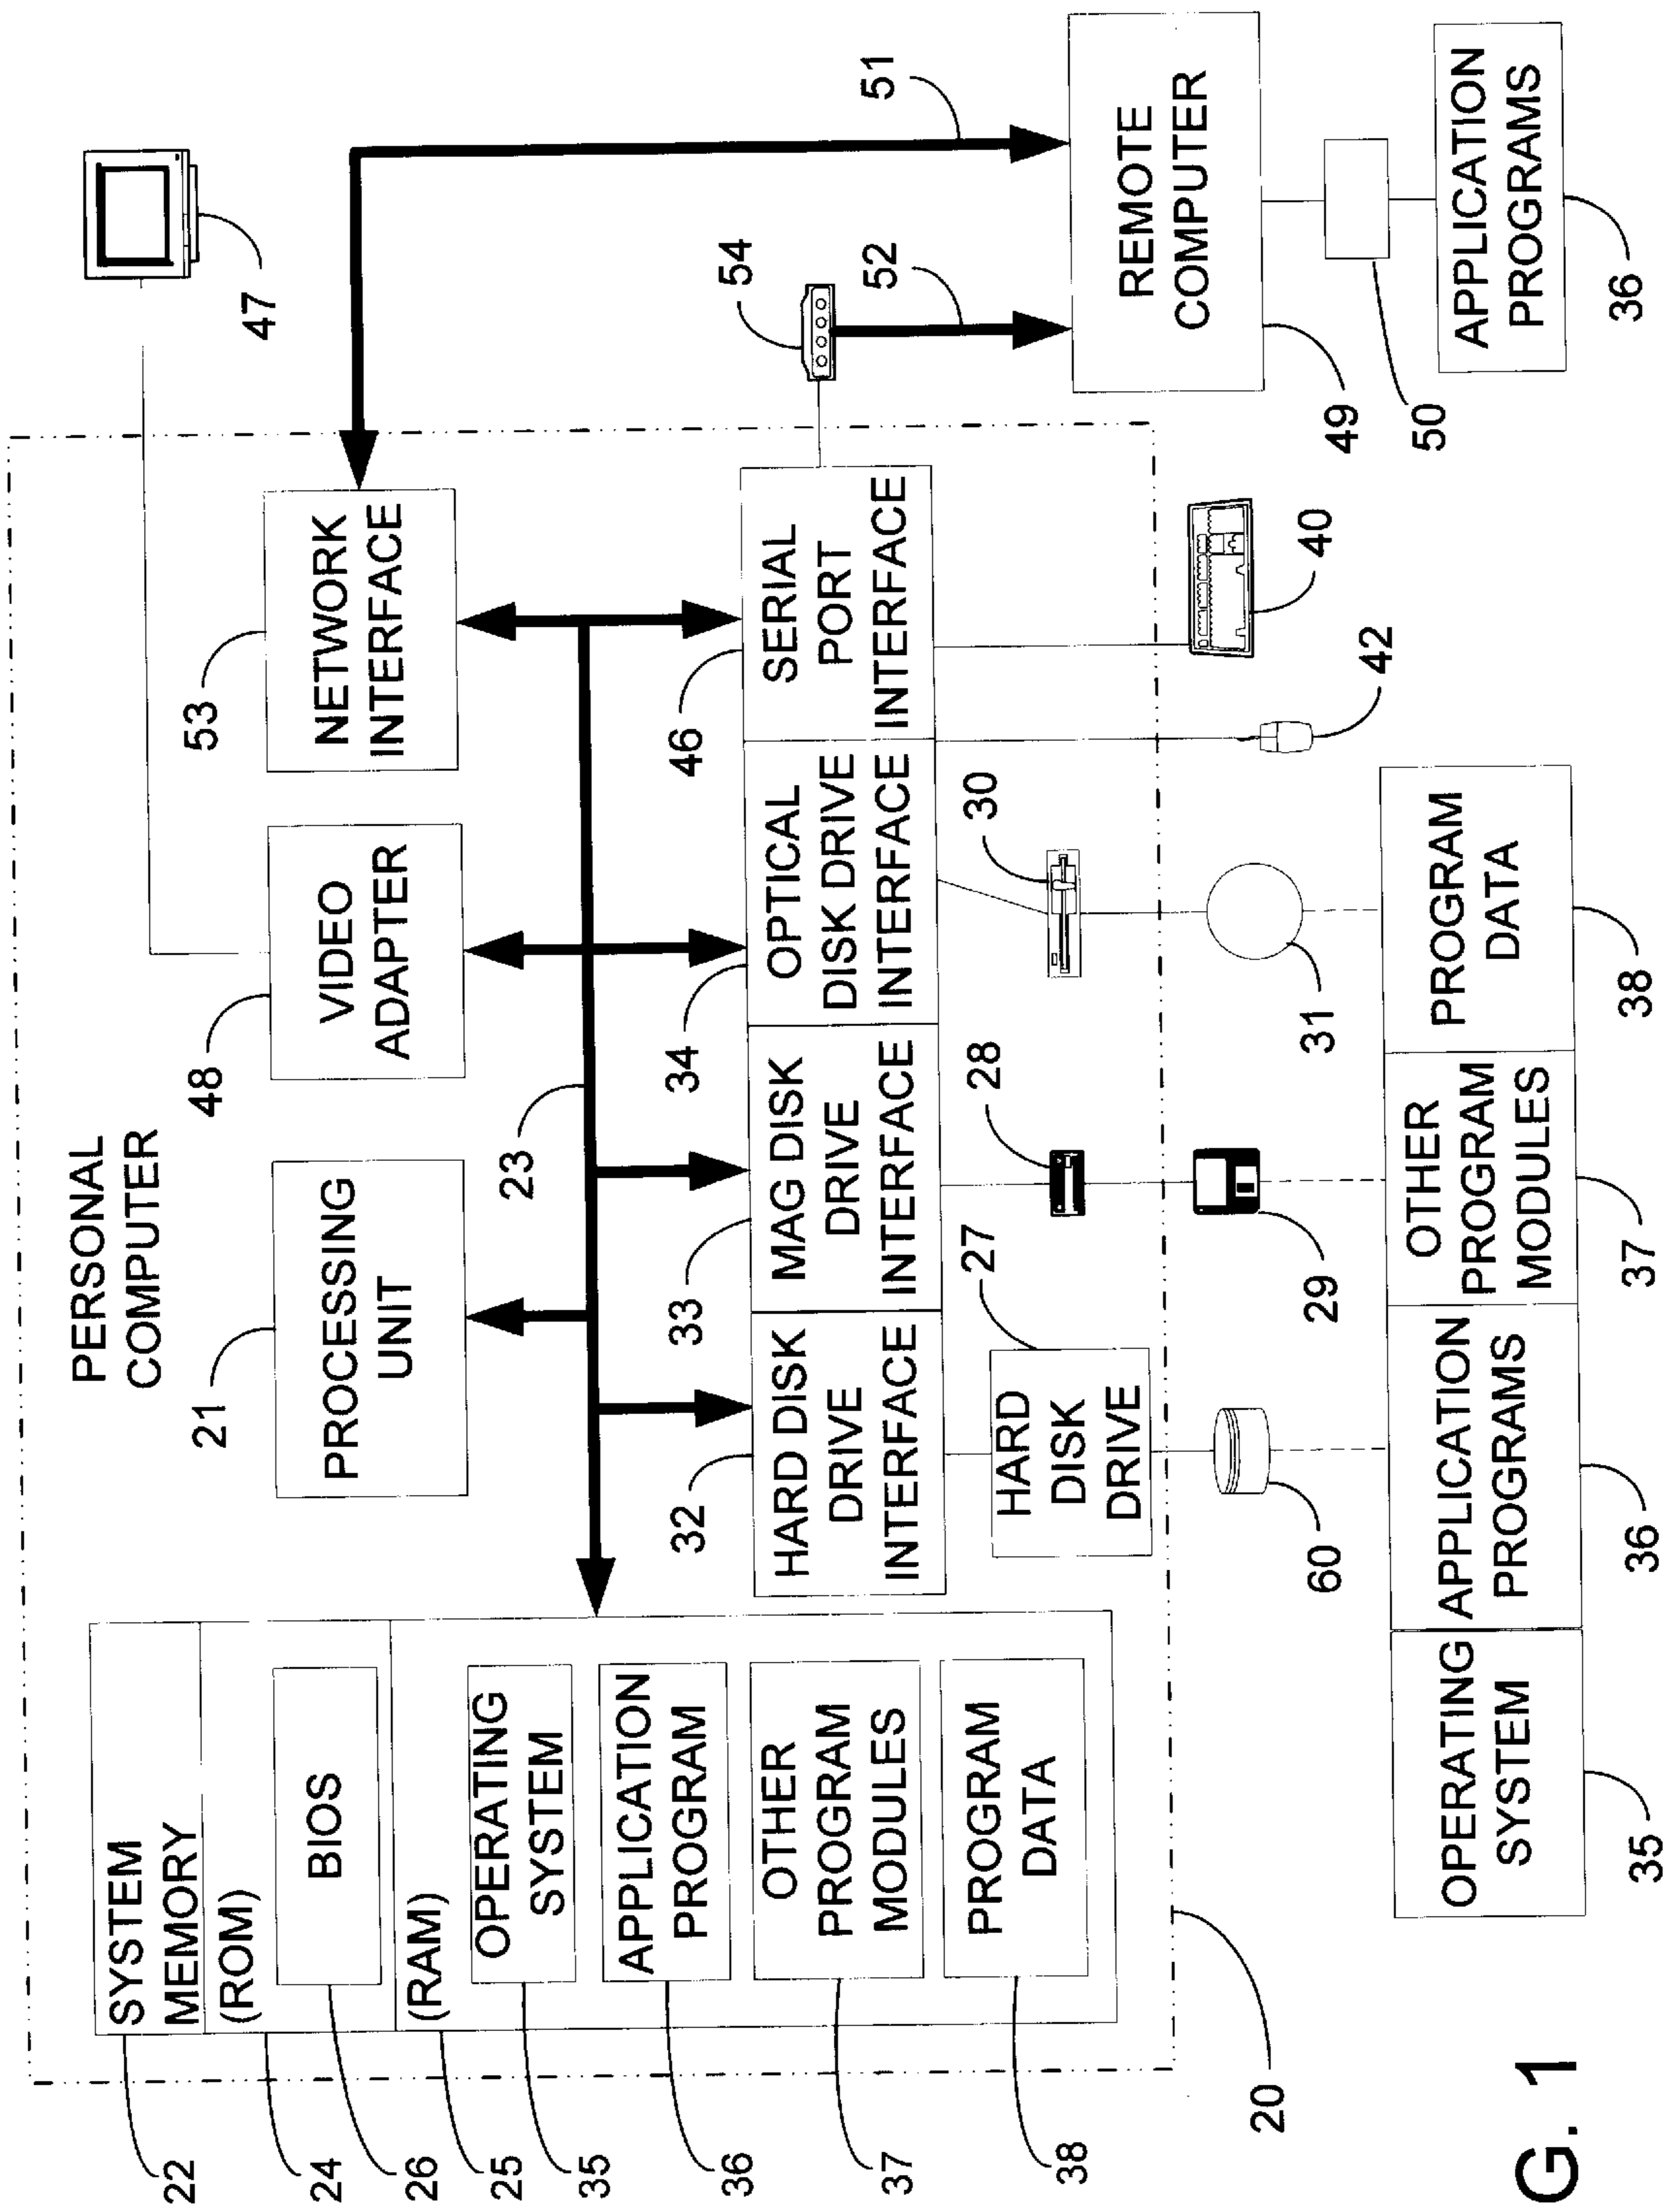 PERSONAL
COMPUTER
SYSTEM
MEMORY
(ROM)
BIOS
(RAM)
OPERATING
SYSTEM
APPLICATION
PROGRAM
OTHER
PROGRAM
MODULES
PROGRAM
DATA
22
24
26
25
35
36
37
38
20
PROCESSING
UNIT
21
VIDEO
ADAPTER
48
NETWORK
INTERFACE
53
47
23
HARD DISK
DRIVE
INTERFACE
32
MAG DISK
DRIVE
INTERFACE
33
OPTICAL
DISK DRIVE
INTERFACE
34
SERIAL
PORT
INTERFACE
46
54
52
51
HARD
DISK
DRIVE
27
28
30
60
29
31
42
40
REMOTE
COMPUTER
49
50
APPLICATION
PROGRAMS
36
OPERATING
SYSTEM
35
APPLICATION
PROGRAMS
36
OTHER
PROGRAM
MODULES
37
PROGRAM
DATA
38
G. 1